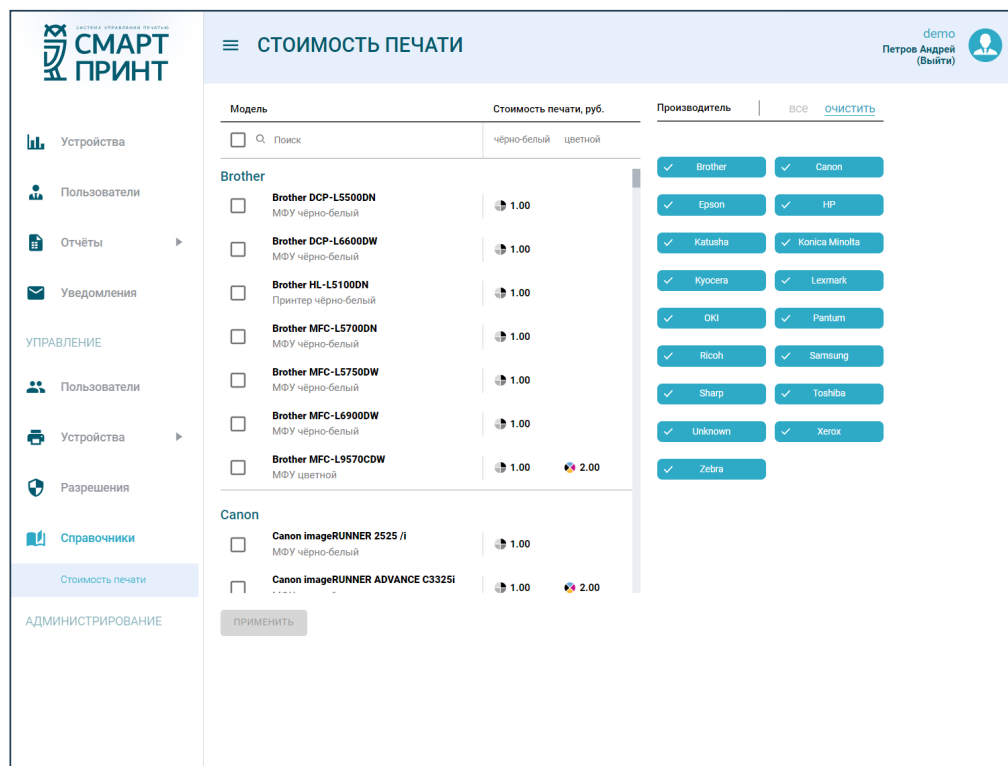 СИСТЕМА УПРАВЛЕНИЯ ПЕЧАТЬЮ
СМАРТ
ПРИНТ
СТОИМОСТЬ ПЕЧАТИ
demo
Петров Андрей
(Выйти)
Устройства
Пользователи
Отчёты
Уведомления
УПРАВЛЕНИЕ
Пользователи
Устройства
Разрешения
Справочники
Стоимость печати
АДМИНИСТРИРОВАНИЕ
Модель Стоимость печати, руб.
Поиск чёрно-белый цветной
Brother
Brother DCP-L5500DN
МФУ чёрно-белый 1.00
Brother DCP-L6600DW
МФУ чёрно-белый 1.00
Brother HL-L5100DN
Принтер чёрно-белый 1.00
Brother MFC-L5700DN
МФУ чёрно-белый 1.00
Brother MFC-L5750DW
МФУ чёрно-белый 1.00
Brother MFC-L6900DW
МФУ чёрно-белый 1.00
Brother MFC-L9570CDW
МФУ цветной 1.00 2.00
Canon
Canon imageRUNNER 2525 /i
МФУ чёрно-белый 1.00
Canon imageRUNNER ADVANCE C3325i
1.00 2.00
ПРИМЕНИТЬ
Производитель ВСЕ ОЧИСТИТЬ
Brother Canon
Epson HP
Katusha Konica Minolta
Kyocera Lexmark
OKI Pantum
Ricoh Samsung
Sharp Toshiba
Unknown Xerox
Zebra